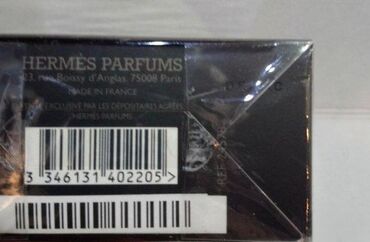 HERMÈS PARFUMS
23, rue Boissy d'Anglas, 75008 Paris
MADE IN FRANCE
VENTE EXCLUSIVE PAR LES DÉPOSITAIRES AGRÉÉS
HERMÈS PARFUMS
3 346131 402205 >